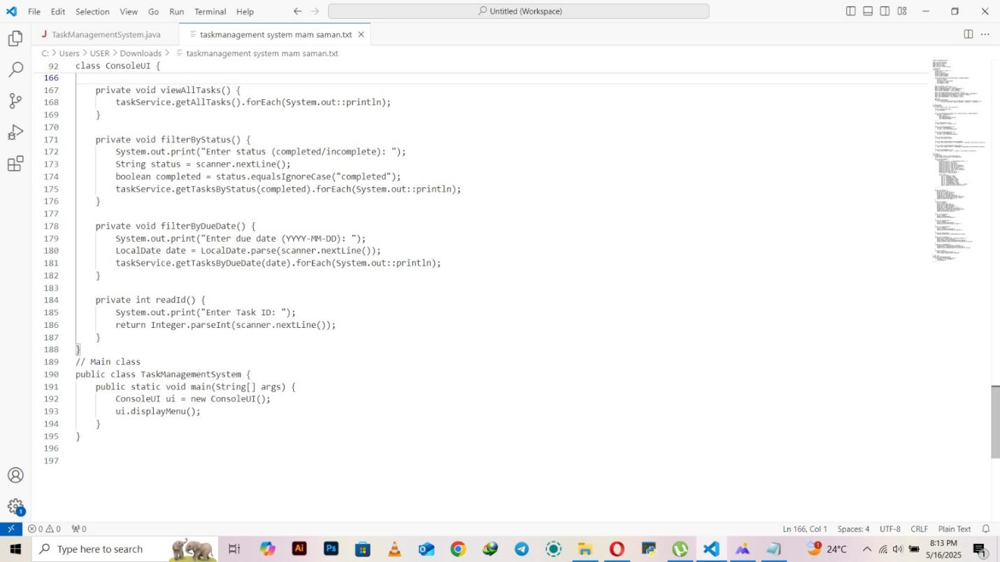 File Edit Selection View Go Run Terminal Help
Untitled (Workspace)
J TaskManagementSystem.java
taskmanagement system mam saman.txt
C: > Users > USER > Downloads > taskmanagement system mam saman.txt
92 class ConsoleUI {
166
167 private void viewAllTasks() {
168 taskService.getAllTasks().forEach(System.out::println);
169 }
170
171 private void filterByStatus() {
172 System.out.print("Enter status (completed/incomplete): ");
173 String status = scanner.nextLine();
174 boolean completed = status.equalsIgnoreCase("completed");
175 taskService.getTasksByStatus(completed).forEach(System.out::println);
176 }
177
178 private void filterByDueDate() {
179 System.out.print("Enter due date (YYYY-MM-DD): ");
180 LocalDate date = LocalDate.parse(scanner.nextLine());
181 taskService.getTasksByDueDate(date).forEach(System.out::println);
182 }
183
184 private int readId() {
185 System.out.print("Enter Task ID: ");
186 return Integer.parseInt(scanner.nextLine());
187 }
188 }
189 // Main class
190 public class TaskManagementSystem {
191 public static void main(String[] args) {
192 ConsoleUI ui = new ConsoleUI();
193 ui.displayMenu();
194 }
195 }
196
197
1
0 0 0
Ln 166, Col 1 Spaces: 4 UTF-8 CRLF Plain Text
Type here to search
Ai
Ps
1
24°C
8:13 PM
5/16/2025
1